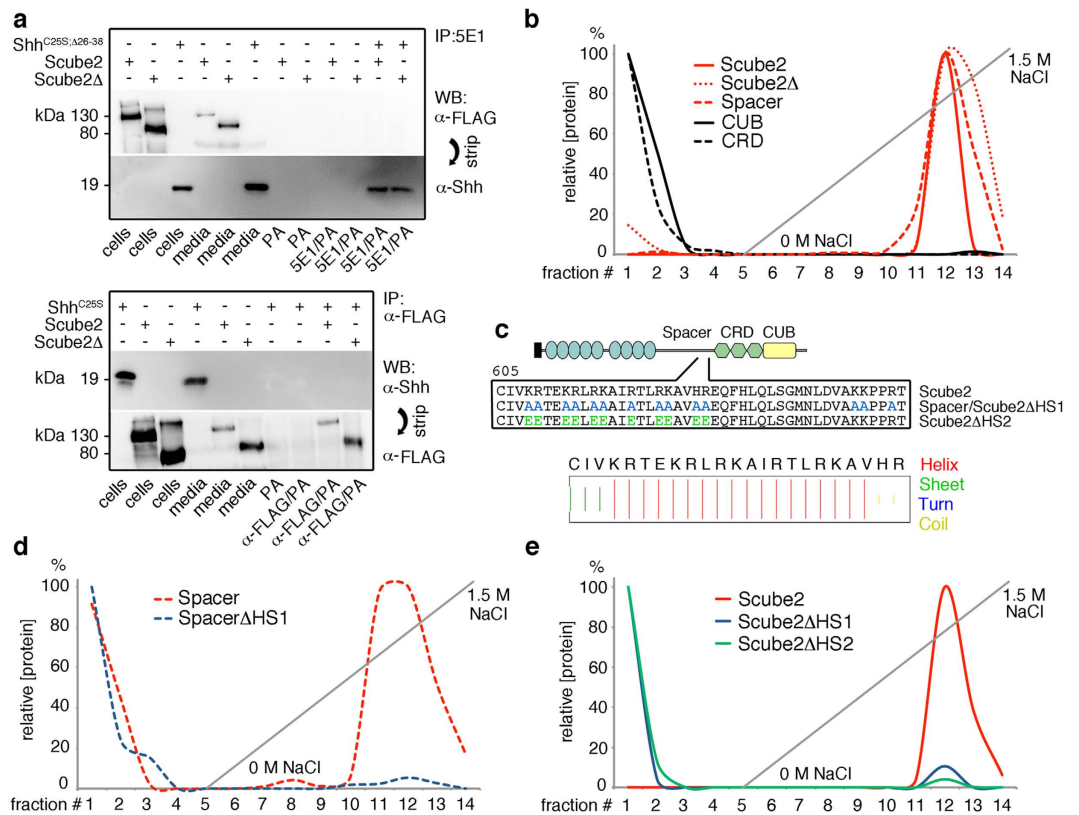 a
Shh^C25S;Δ26-38 - - + - - + - - - - + + IP:5E1
Scube2 + - - + - - + - + - + -
Scube2Δ - + - - + - - + - + - +
kDa 130
80
WB:
α-FLAG
strip
19
α-Shh
cells cells cells media media media PA PA 5E1/PA 5E1/PA 5E1/PA 5E1/PA
Shh^C25S + - - + - - + + + + IP:
α-FLAG
Scube2 - + - - + - - - + -
Scube2Δ - - + - - + - - - +
kDa 19
WB:
α-Shh
strip
kDa 130
80
α-FLAG
cells cells cells media media media PA α-FLAG/PA α-FLAG/PA α-FLAG/PA
b
%
100
80
60
40
20
0
relative [protein]
Scube2
Scube2Δ
Spacer
CUB
CRD
1.5 M
NaCl
0 M NaCl
fraction # 1 2 3 4 5 6 7 8 9 10 11 12 13 14
c
Spacer CRD CUB
605
CIVKRTEKRLRKAIRTLRKAVHREQFHLQLSGMNLDVAKKPPRT Scube2
CIVAATEAALAAAIATLAAAVAAEQFHLQLSGMNLDVAAAPPAT Spacer/Scube2ΔHS1
CIVEETEEELEEAIETLEEAVEEEQFHLQLSGMNLDVAKKPPRT Scube2ΔHS2
C I V K R T E K R L R K A I R T L R K A V H R
Helix
Sheet
Turn
Coil
d
%
100
80
60
40
20
0
relative [protein]
Spacer
SpacerΔHS1
1.5 M
NaCl
0 M NaCl
fraction # 1 2 3 4 5 6 7 8 9 10 11 12 13 14
e
%
100
80
60
40
20
0
relative [protein]
Scube2
Scube2ΔHS1
Scube2ΔHS2
1.5 M
NaCl
0 M NaCl
fraction # 1 2 3 4 5 6 7 8 9 10 11 12 13 14